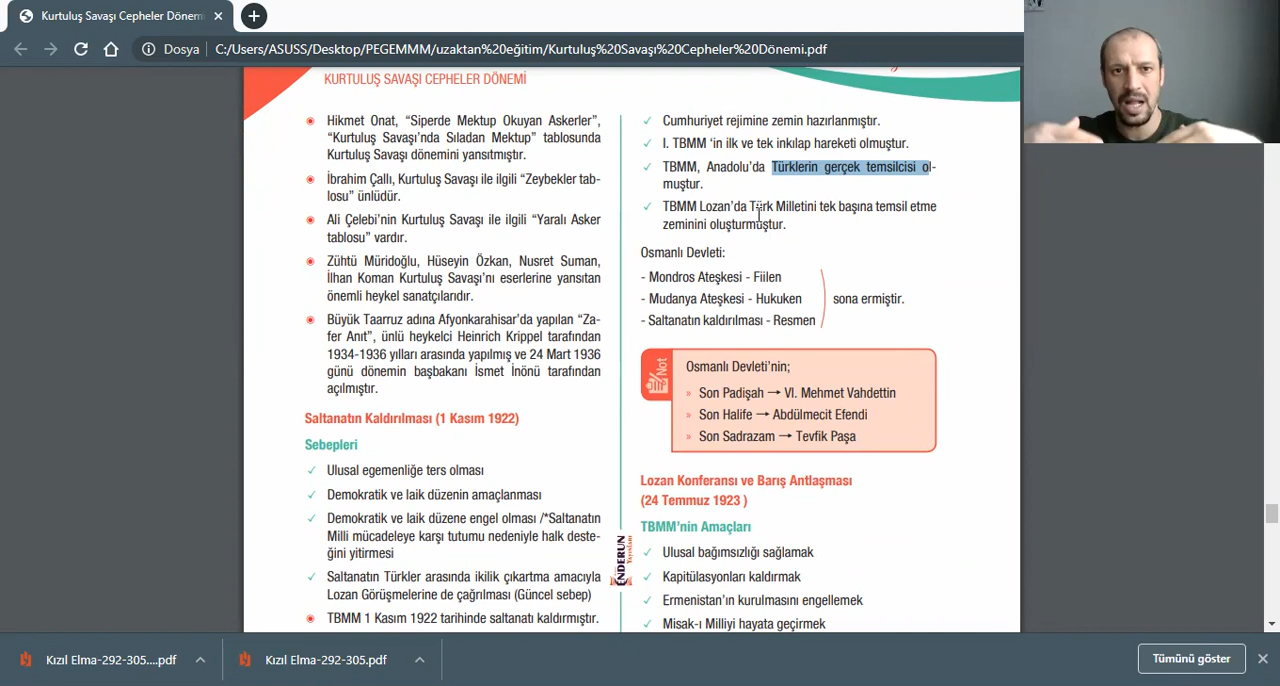 Kurtuluş Savaşı Cepheler Dönem
Dosya
C:/Users/ASUSS/Desktop/PEGEMMM/uzaktan%20eğitim/Kurtuluş%20Savaşı%20Cepheler%20Dönemi.pdf
KURTULUŞ SAVAŞI CEPHELER DÖNEMİ
Hikmet Onat, “Siperde Mektup Okuyan Askerler”,
“Kurtuluş Savaşı’nda Sıladan Mektup” tablosunda
Kurtuluş Savaşı dönemini yansıtmıştır.
İbrahim Çallı, Kurtuluş Savaşı ile ilgili “Zeybekler tab-
losu” ünlüdür.
Ali Çelebi’nin Kurtuluş Savaşı ile ilgili “Yaralı Asker
tablosu” vardır.
Zühtü Müridoğlu, Hüseyin Özkan, Nusret Suman,
İlhan Koman Kurtuluş Savaşı’nı eserlerine yansıtan
önemli heykel sanatçılarıdır.
Büyük Taarruz adına Afyonkarahisar’da yapılan “Za-
fer Anıt”, ünlü heykelci Heinrich Krippel tarafından
1934-1936 yılları arasında yapılmış ve 24 Mart 1936
günü dönemin başbakanı İsmet İnönü tarafından
açılmıştır.
Saltanatın Kaldırılması (1 Kasım 1922)
Sebepleri
Ulusal egemenliğe ters olması
Demokratik ve laik düzenin amaçlanması
Demokratik ve laik düzene engel olması /*Saltanatın
Milli mücadeleye karşı tutumu nedeniyle halk deste-
ğini yitirmesi
Saltanatın Türkler arasında ikilik çıkartma amacıyla
Lozan Görüşmelerine de çağrılması (Güncel sebep)
TBMM 1 Kasım 1922 tarihinde saltanatı kaldırmıştır.
ENDERUN
Yayınları
Cumhuriyet rejimine zemin hazırlanmıştır.
I. TBMM ‘in ilk ve tek inkılap hareketi olmuştur.
TBMM, Anadolu’da Türklerin gerçek temsilcisi ol-
muştur.
TBMM Lozan’da Türk Milletini tek başına temsil etme
zeminini oluşturmuştur.
Osmanlı Devleti:
- Mondros Ateşkesi - Fiilen
- Mudanya Ateşkesi - Hukuken
- Saltanatın kaldırılması - Resmen
sona ermiştir.
Not
Osmanlı Devleti’nin;
» Son Padişah → VI. Mehmet Vahdettin
» Son Halife → Abdülmecit Efendi
» Son Sadrazam → Tevfik Paşa
Lozan Konferansı ve Barış Antlaşması
(24 Temmuz 1923 )
TBMM’nin Amaçları
Ulusal bağımsızlığı sağlamak
Kapitülasyonları kaldırmak
Ermenistan’ın kurulmasını engellemek
Misak-ı Milliyi hayata geçirmek
Kızıl Elma-292-305....pdf
Kızıl Elma-292-305.pdf
Tümünü göster